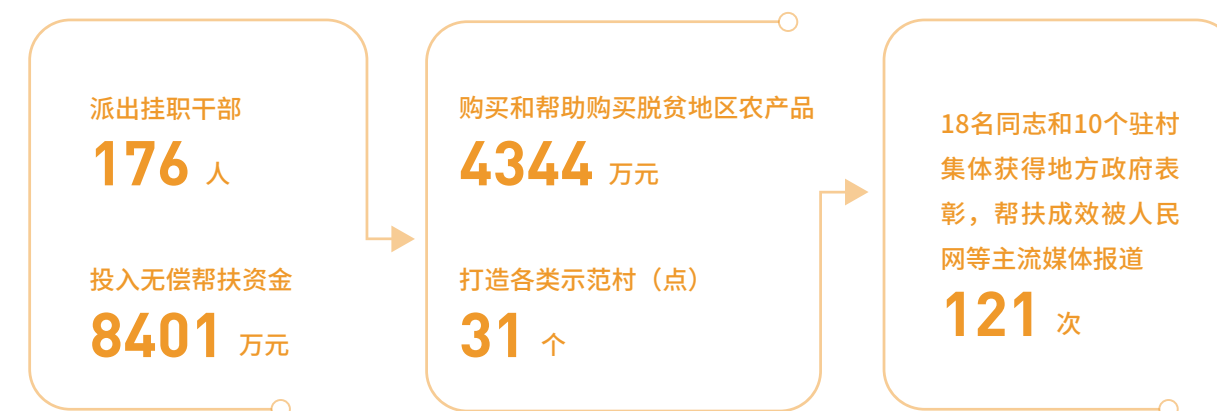 派出挂职干部
176 人
投入无偿帮扶资金
8401 万元
购买和帮助购买脱贫地区农产品
4344 万元
打造各类示范村（点）
31 个
18名同志和10个驻村
集体获得地方政府表
彰，帮扶成效被人民
网等主流媒体报道
121 次